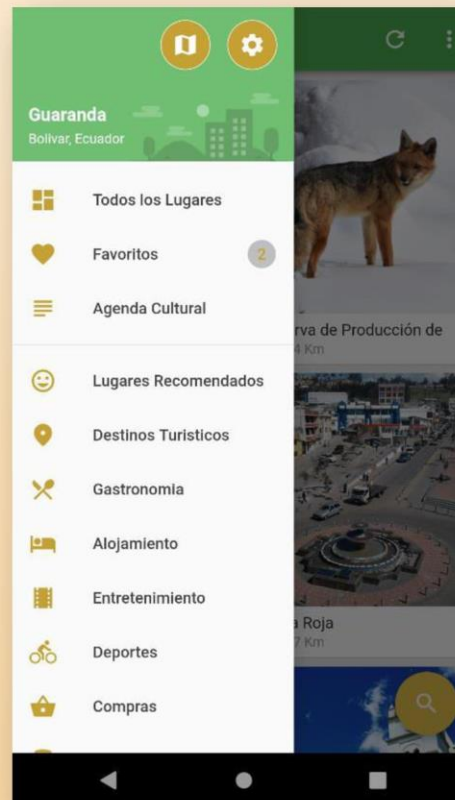 Guaranda
Bolivar, Ecuador
Todos los Lugares
Favoritos
2
Agenda Cultural
Lugares Recomendados
Destinos Turisticos
Gastronomia
Alojamiento
Entretenimiento
Deportes
Compras
rva de Producción de
4 Km
a Roja
7 Km